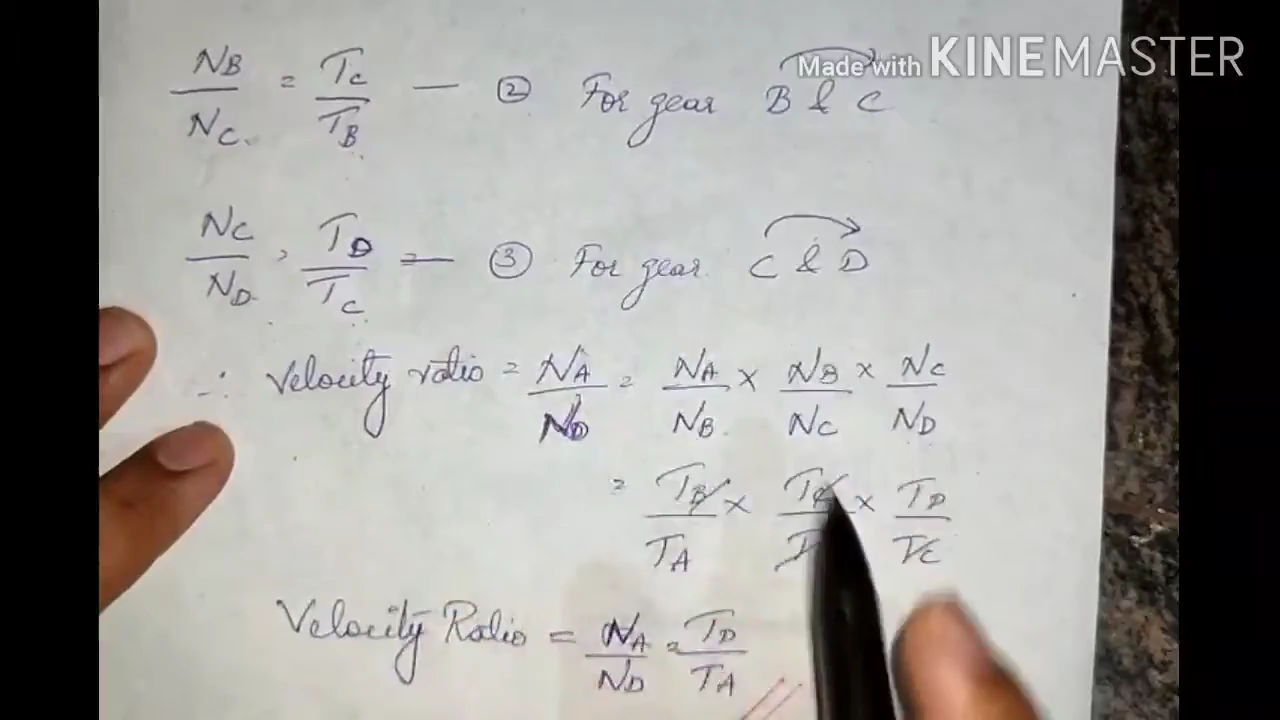 Made with KINEMASTER
NB/NC. = TC/TB — ② For gear B & C
NC/ND. = TD/TC — ③ For gear. C & D
∴ Velocity ratio = NA/ND = NA/NB × NB/NC × NC/ND
= TB/TA × TC/T × TD/TC
Velocity Ratio = NA/ND = TD/TA